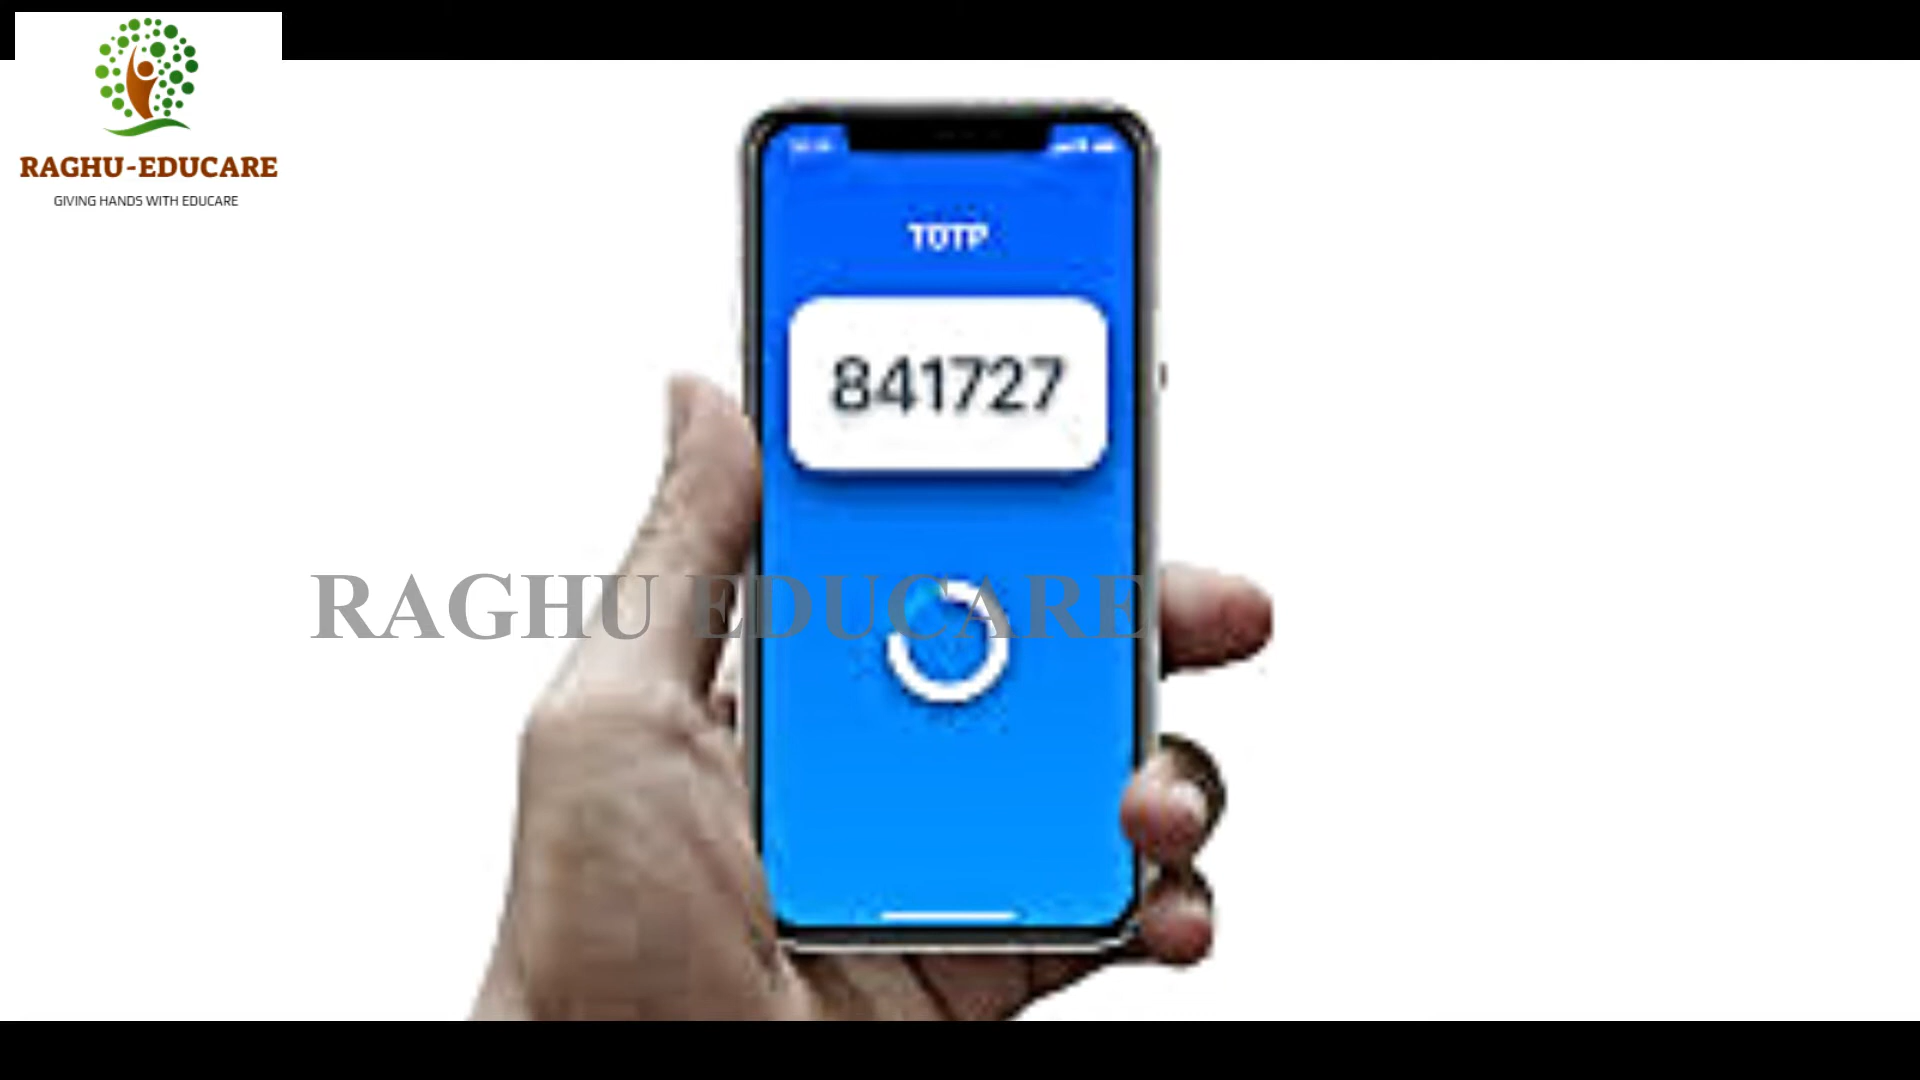 RAGHU-EDUCARE
GIVING HANDS WITH EDUCARE
TOTP
841727
RAGHU EDUCARE